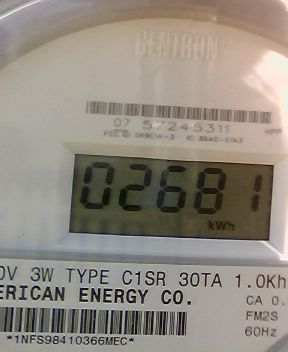 CENTRON
07 57245311
02681
kWh
0V 3W TYPE C1SR 30TA 1.0Kh
ERICAN ENERGY CO.
CA 0.
FM2S
60Hz
*1NFS98410366MEC*